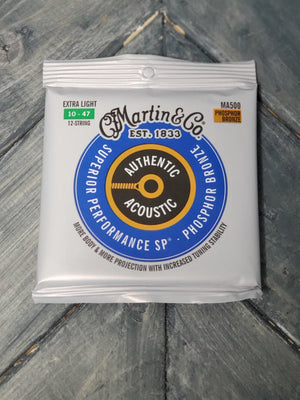 EXTRA LIGHT
10 - 47
12-STRING
MA500
PHOSPHOR
BRONZE
C.F. Martin & Co.
EST. 1833
SUPERIOR PERFORMANCE SP® · PHOSPHOR BRONZE
AUTHENTIC
ACOUSTIC
MORE BODY & MORE PROJECTION WITH INCREASED TUNING STABILITY